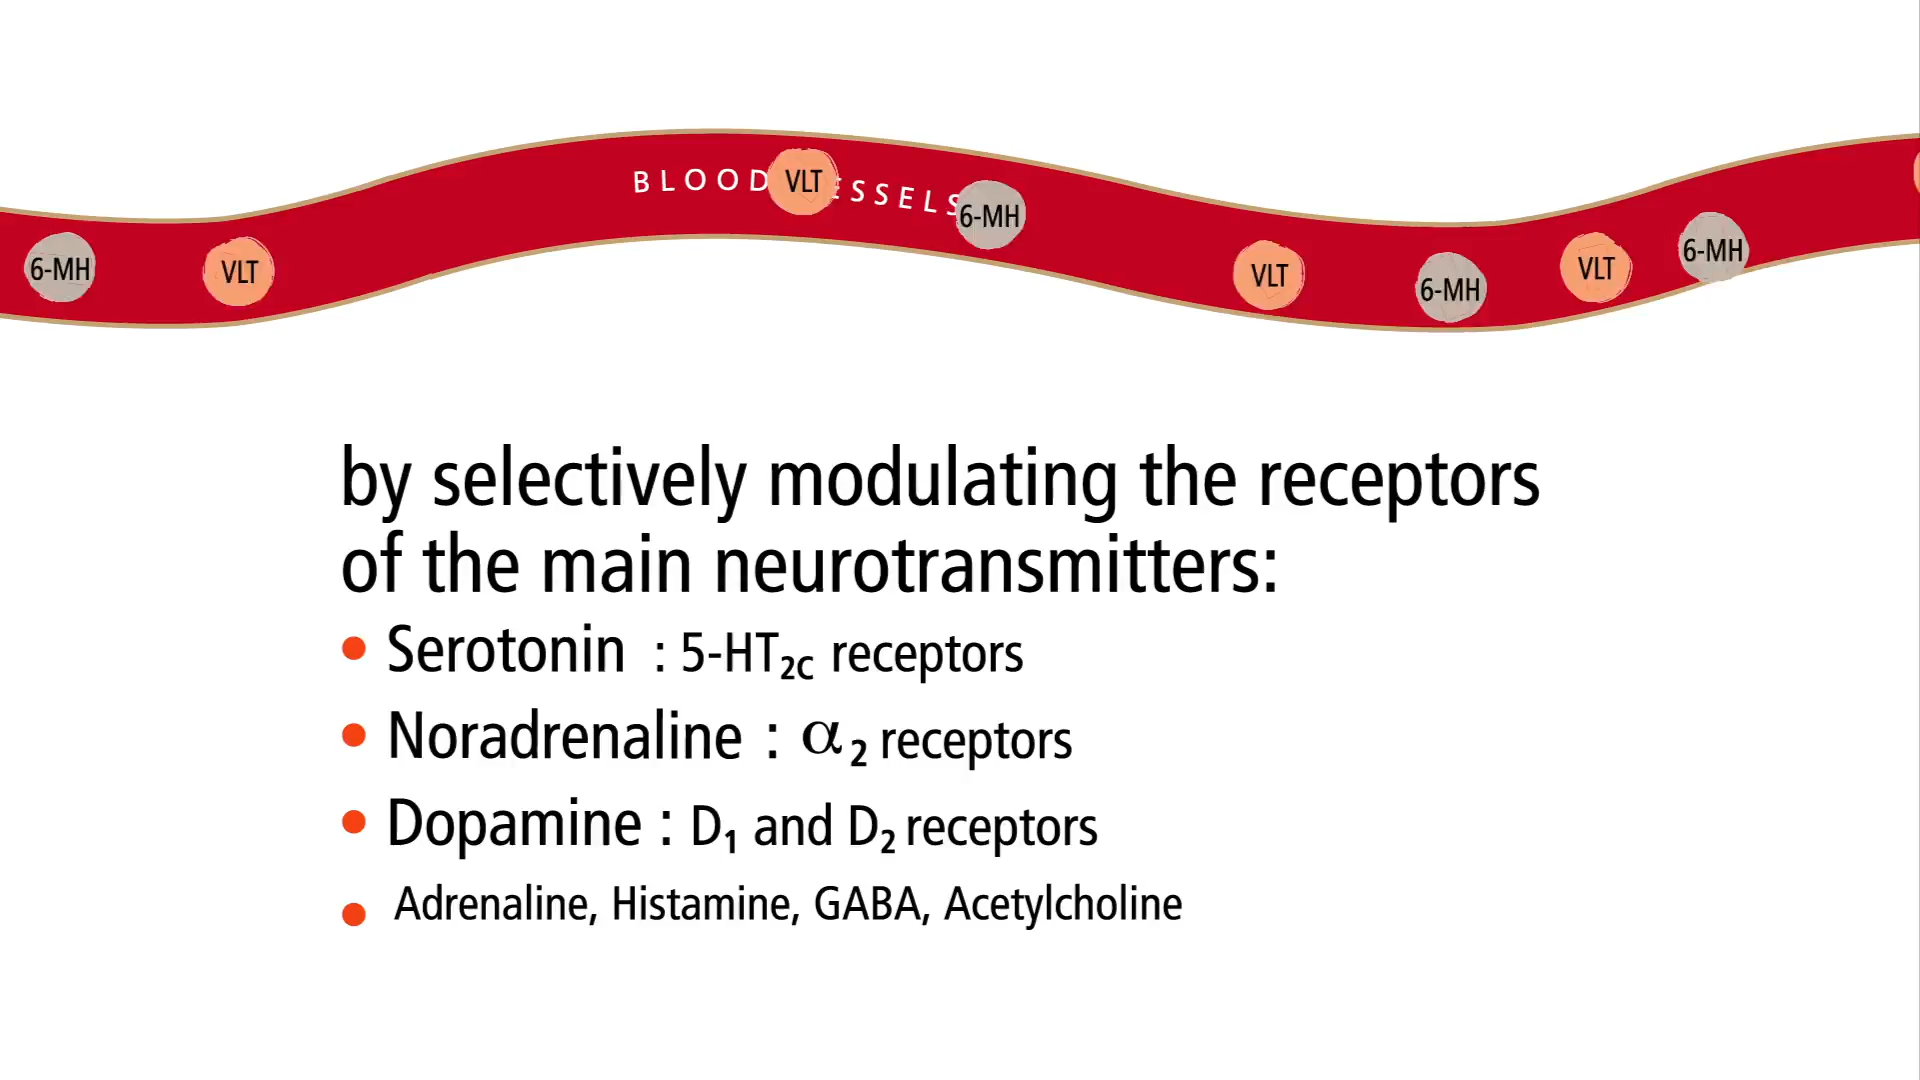 BLOOD ESSELS
VLT
6-MH
6-MH
VLT
VLT
6-MH
VLT
6-MH
by selectively modulating the receptors
of the main neurotransmitters:
• Serotonin : 5-HT₂C receptors
• Noradrenaline : α₂ receptors
• Dopamine : D₁ and D₂ receptors
• Adrenaline, Histamine, GABA, Acetylcholine